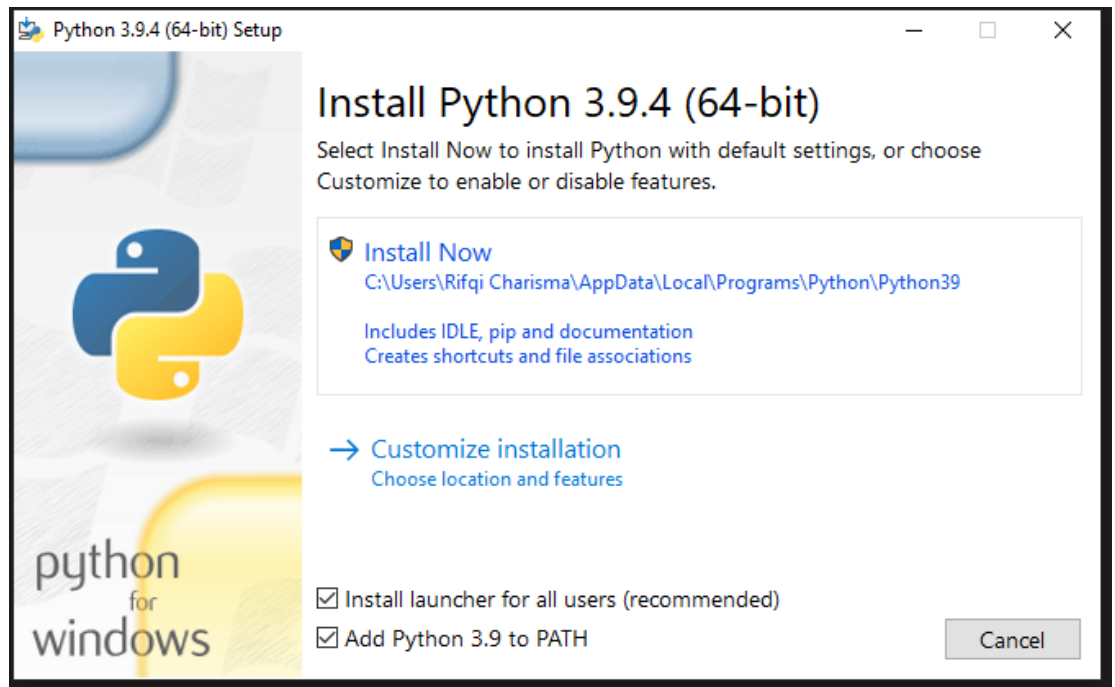 Python 3.9.4 (64-bit) Setup
Install Python 3.9.4 (64-bit)
Select Install Now to install Python with default settings, or choose
Customize to enable or disable features.
Install Now
C:\Users\Rifqi Charisma\AppData\Local\Programs\Python\Python39
Includes IDLE, pip and documentation
Creates shortcuts and file associations
Customize installation
Choose location and features
python
for
windows
Install launcher for all users (recommended)
Add Python 3.9 to PATH
Cancel